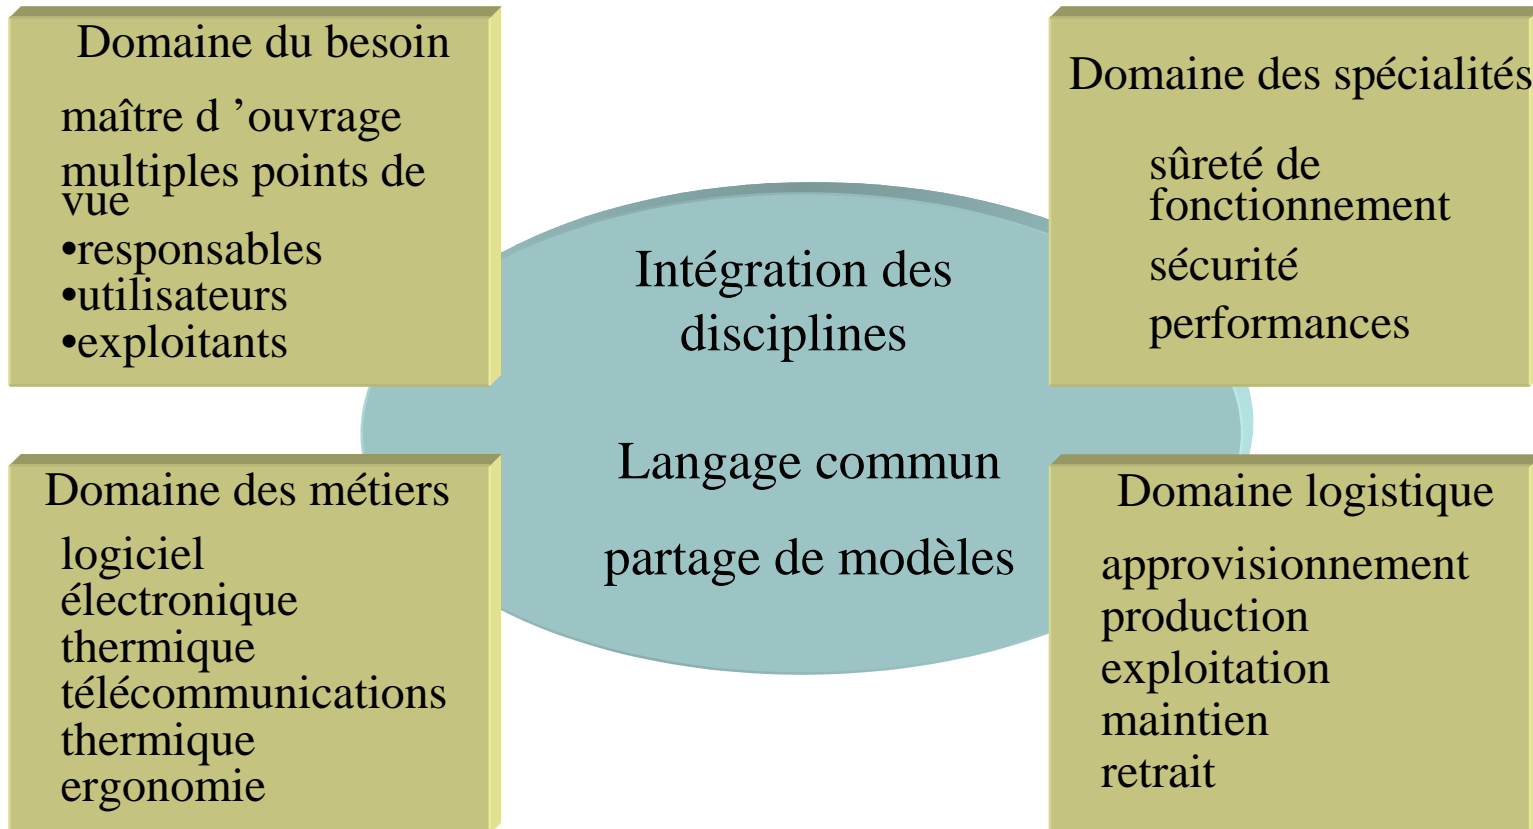 Domaine du besoin
maître d ’ouvrage
multiples points de
vue
•responsables
•utilisateurs
•exploitants
Domaine des spécialités
sûreté de
fonctionnement
sécurité
performances
Intégration des
disciplines
Langage commun
partage de modèles
Domaine des métiers
logiciel
électronique
thermique
télécommunications
thermique
ergonomie
Domaine logistique
approvisionnement
production
exploitation
maintien
retrait